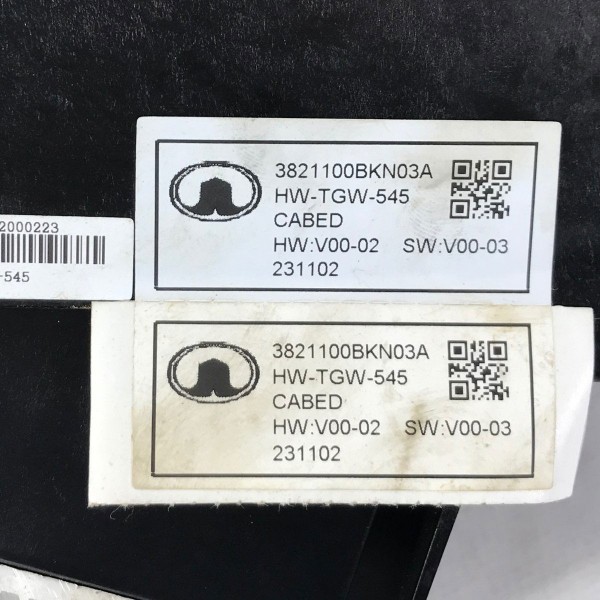 3821100BKN03A
HW-TGW-545
CABED
HW:V00-02 SW:V00-03
231102
2000223
-545
3821100BKN03A
HW-TGW-545
CABED
HW:V00-02 SW:V00-03
231102